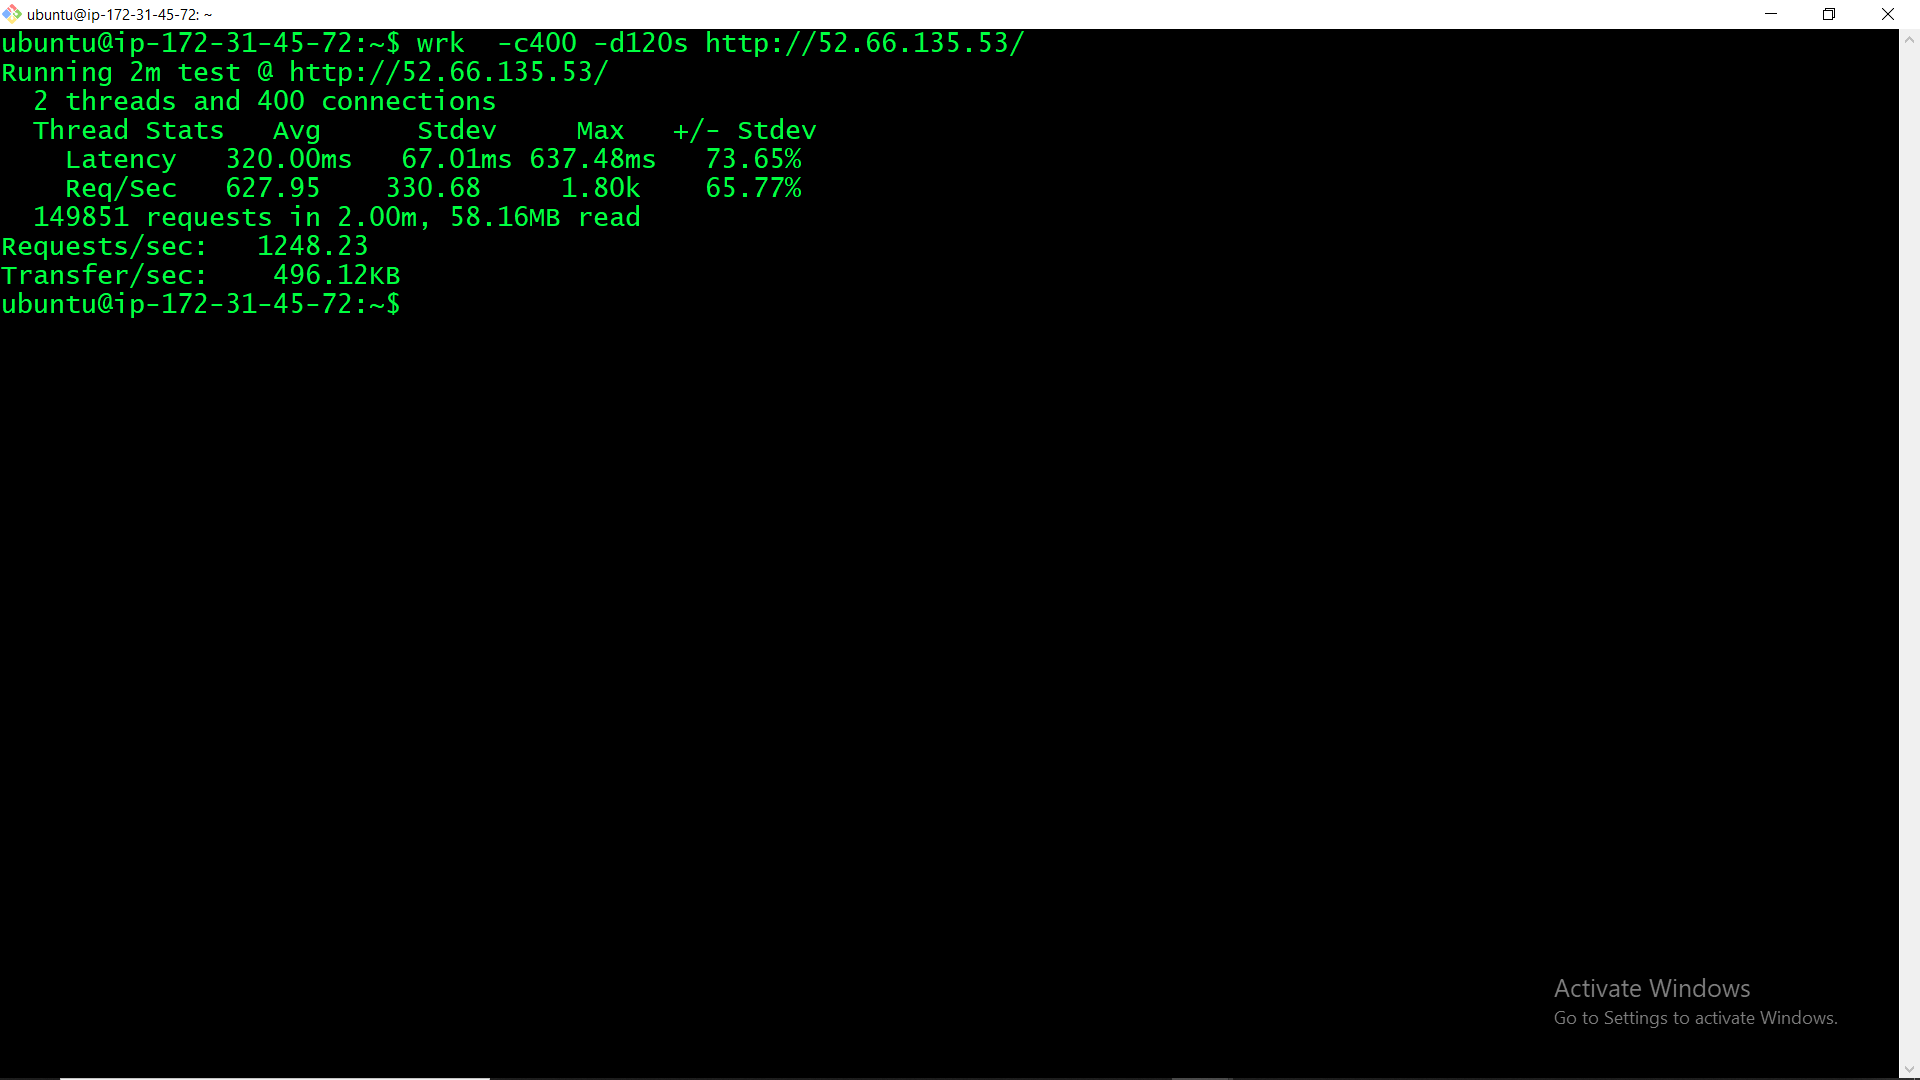 ubuntu@ip-172-31-45-72: ~
ubuntu@ip-172-31-45-72:~$ wrk  -c400 -d120s http://52.66.135.53/
Running 2m test @ http://52.66.135.53/
  2 threads and 400 connections
  Thread Stats   Avg      Stdev     Max   +/- Stdev
    Latency   320.00ms   67.01ms 637.48ms   73.65%
    Req/Sec   627.95    330.68     1.80k    65.77%
  149851 requests in 2.00m, 58.16MB read
Requests/sec:   1248.23
Transfer/sec:    496.12KB
ubuntu@ip-172-31-45-72:~$
Activate Windows
Go to Settings to activate Windows.